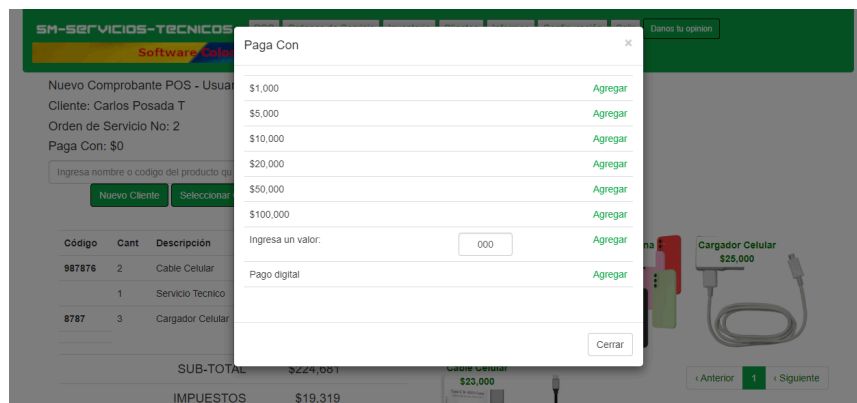 SM-SERVICIOS-TECNICOS
Danos tu opinion
Software Colo
Paga Con ×
Nuevo Comprobante POS - Usuar
Cliente: Carlos Posada T
Orden de Servicio No: 2
Paga Con: $0
Ingresa nombre o codigo del producto qu
Nuevo Cliente Seleccionar
$1,000 Agregar
$5,000 Agregar
$10,000 Agregar
$20,000 Agregar
$50,000 Agregar
$100,000 Agregar
Ingresa un valor: 000 Agregar
Pago digital Agregar
Cerrar
Código Cant Descripción
987876 2 Cable Celular
1 Servicio Tecnico
8787 3 Cargador Celular
SUB-TOTAL $224,681
IMPUESTOS $19,319
na
Cargador Celular
$25,000
Cable Celular
$23,000
‹ Anterior 1 ‹ Siguiente